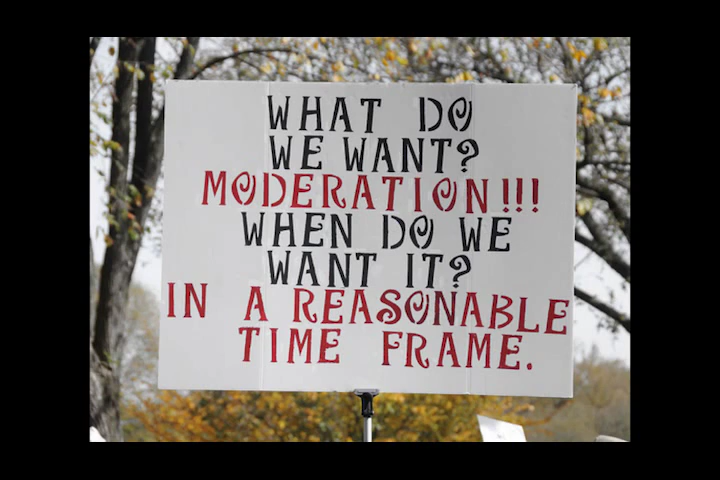 WHAT DO
WE WANT?
MODERATION!!!
WHEN DO WE
WANT IT?
IN A REASONABLE
TIME FRAME.